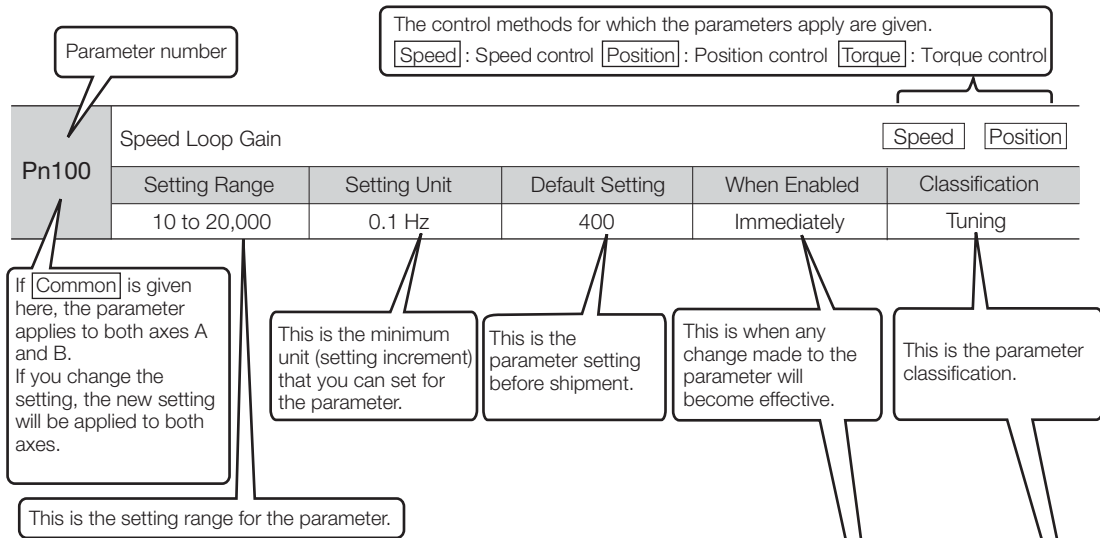 The control methods for which the parameters apply are given.
Speed : Speed control Position : Position control Torque : Torque control
Parameter number
Pn100
Speed Loop Gain
Speed Position
Setting Range Setting Unit Default Setting When Enabled Classification
10 to 20,000 0.1 Hz 400 Immediately Tuning
If Common is given
here, the parameter
applies to both axes A
and B.
If you change the
setting, the new setting
will be applied to both
axes.
This is the minimum
unit (setting increment)
that you can set for
the parameter.
This is the
parameter setting
before shipment.
This is when any
change made to the
parameter will
become effective.
This is the parameter
classification.
This is the setting range for the parameter.